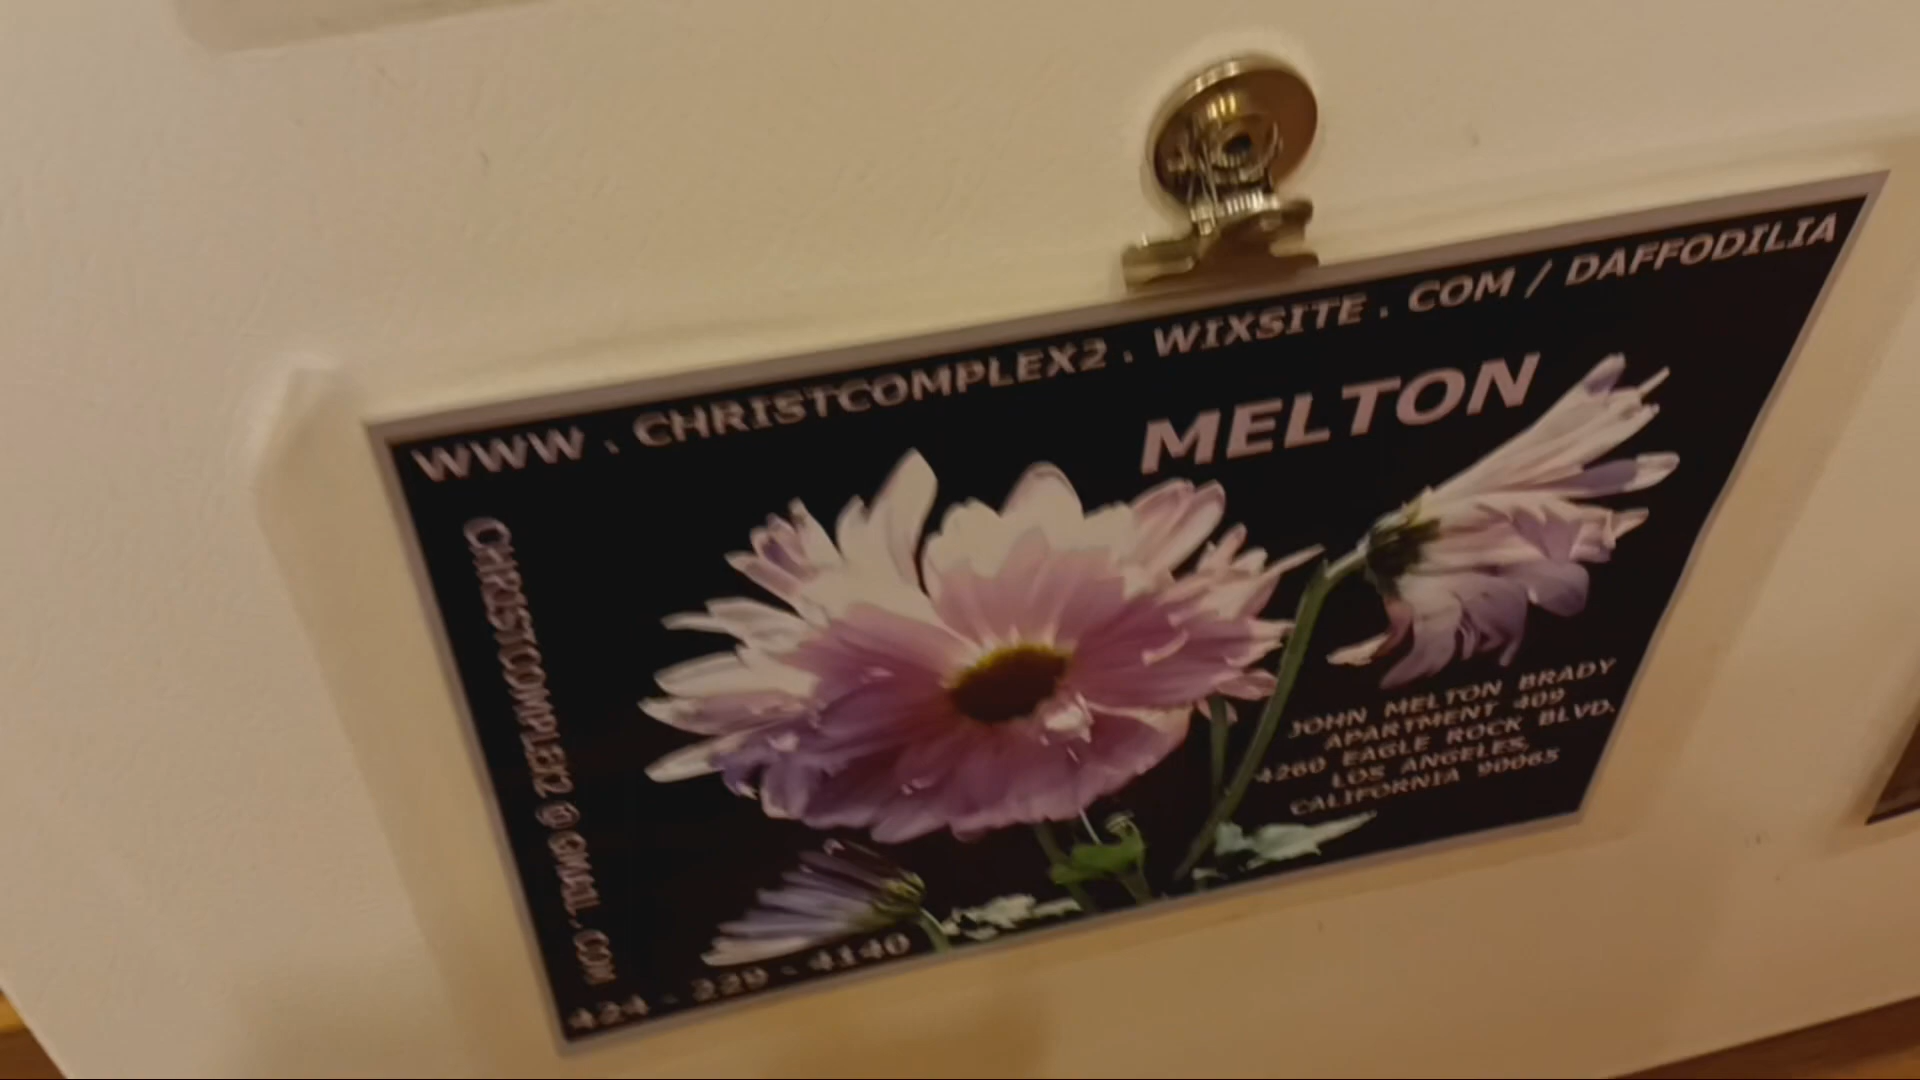 WWW . CHRISTCOMPLEX2 . WIXSITE . COM / DAFFODILIA
MELTON
CHRISTCOMPLEX2 @ GMAIL . COM
JOHN MELTON BRADY
APARTMENT 409
4260 EAGLE ROCK BLVD.
LOS ANGELES,
CALIFORNIA 90065
424 - 229 - 4140